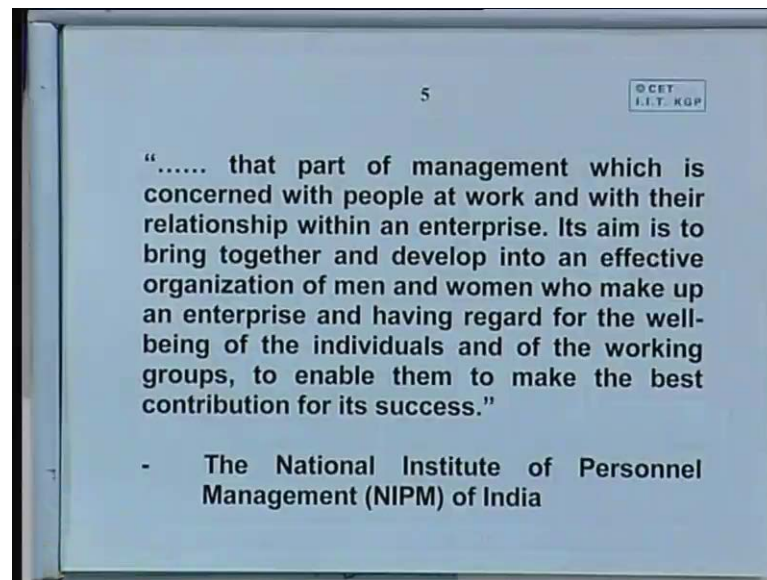 5
© CET
I.I.T. KGP
“...... that part of management which is
concerned with people at work and with their
relationship within an enterprise. Its aim is to
bring together and develop into an effective
organization of men and women who make up
an enterprise and having regard for the well-
being of the individuals and of the working
groups, to enable them to make the best
contribution for its success.”
- The National Institute of Personnel
Management (NIPM) of India